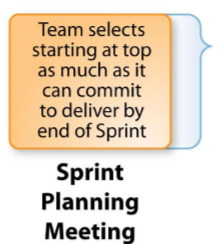 Team selects
starting at top
as much as it
can commit
to deliver by
end of Sprint
Sprint
Planning
Meeting